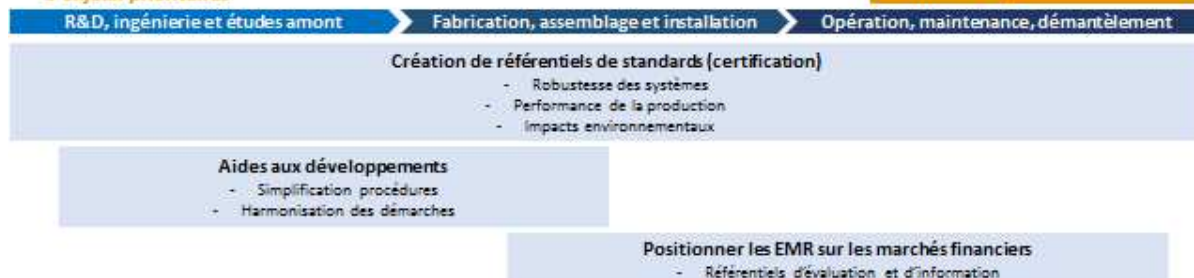 R&D, ingénierie et études amont
Fabrication, assemblage et installation
Opération, maintenance, démantèlement
Création de référentiels de standards (certification)
- Robustesse des systèmes
- Performance de la production
- Impacts environnementaux
Aides aux développements
- Simplification procédures
- Harmonisation des démarches
Positionner les EMR sur les marchés financiers
- Référentiels d'évaluation et d'information